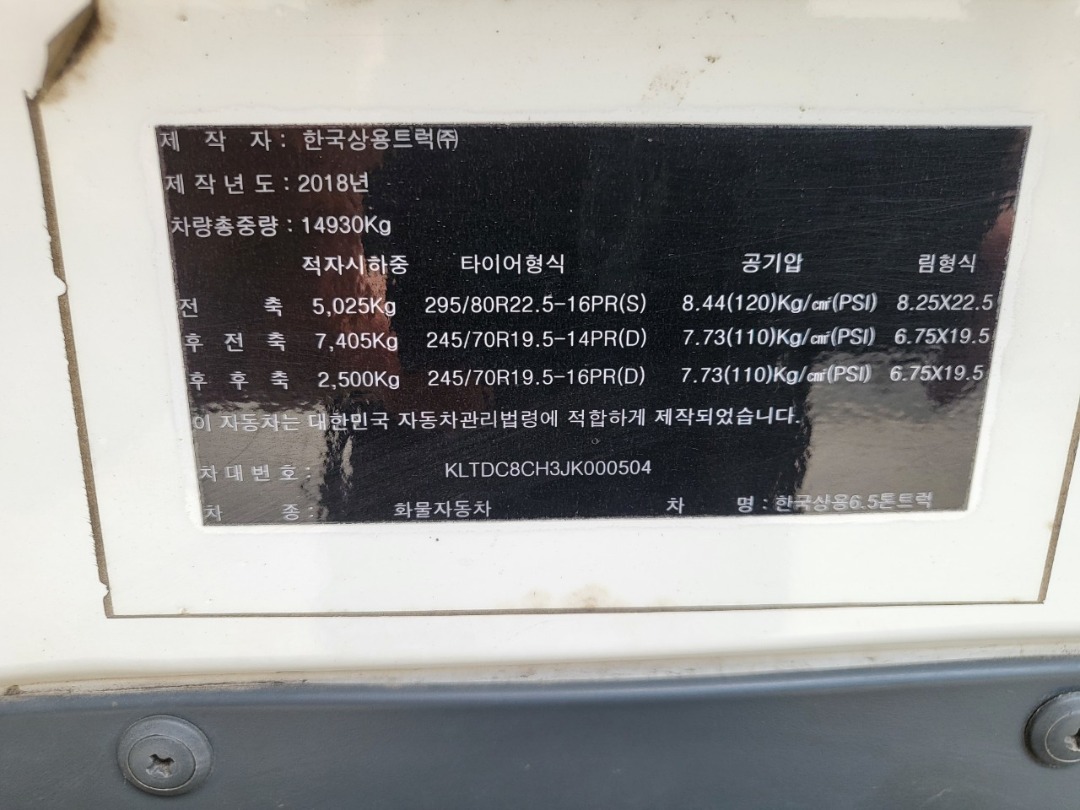 제 작 자 : 한국상용트럭㈜
제 작 년 도 : 2018년
차량총중량 : 14930Kg
적차시하중 타이어형식 공기압 림형식
전 축 5,025Kg 295/80R22.5-16PR(S) 8.44(120)Kg/㎠(PSI) 8.25X22.5
후 전 축 7,405Kg 245/70R19.5-14PR(D) 7.73(110)Kg/㎠(PSI) 6.75X19.5
후 후 축 2,500Kg 245/70R19.5-16PR(D) 7.73(110)Kg/㎠(PSI) 6.75X19.5
이 자동차는 대한민국 자동차관리법령에 적합하게 제작되었습니다.
차 대 번 호 : KLTDC8CH3JK000504
차 종 : 화물자동차 차 명 : 한국상용6.5톤트럭